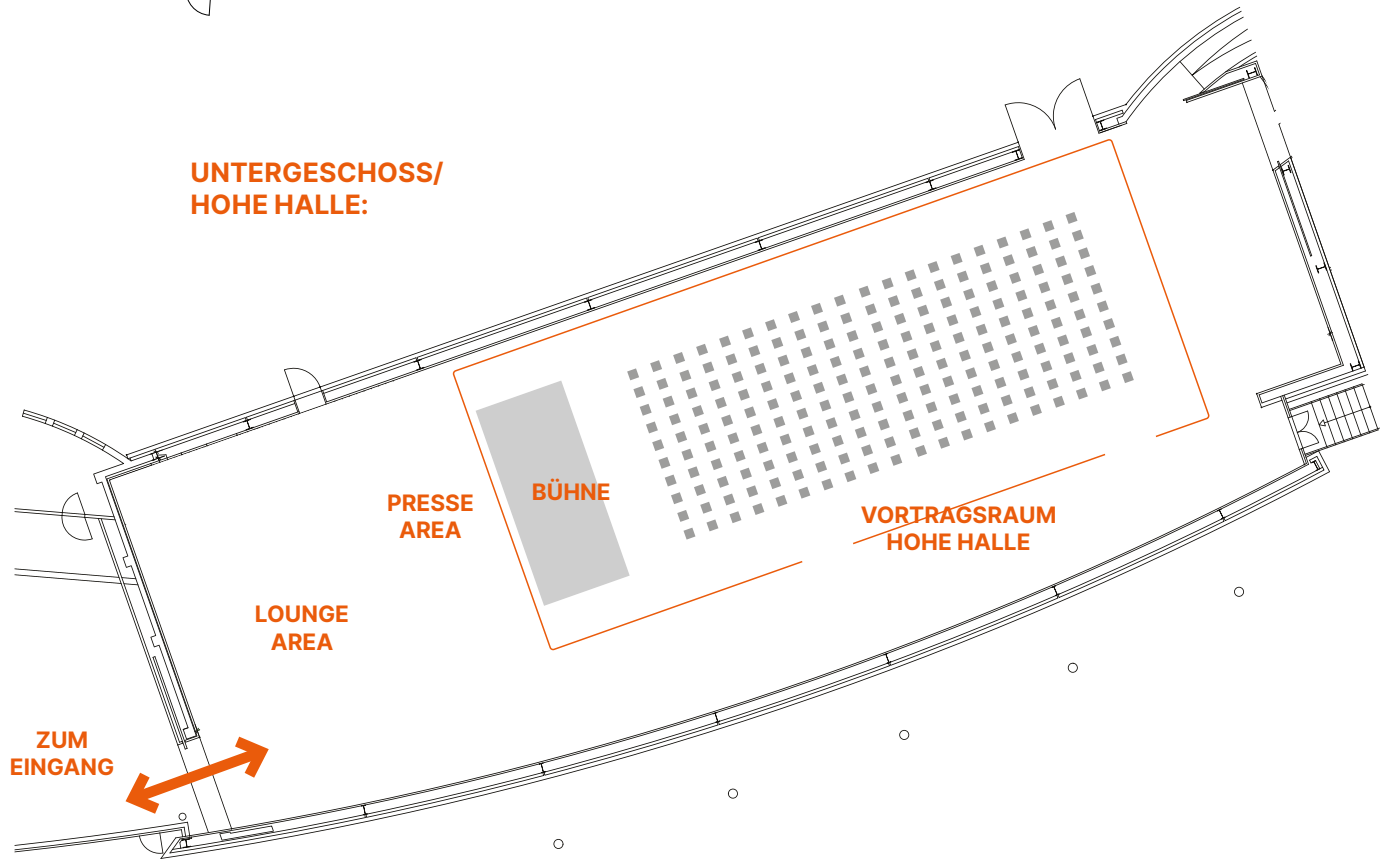 UNTERGESCHOSS/
HOHE HALLE:
BÜHNE
PRESSE
AREA
VORTRAGSRAUM
HOHE HALLE
LOUNGE
AREA
ZUM
EINGANG